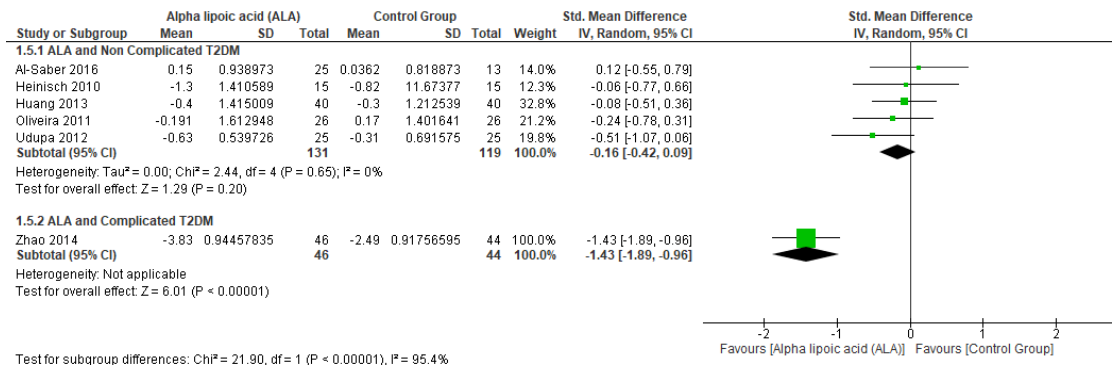 Alpha lipoic acid (ALA) Control Group Std. Mean Difference Std. Mean Difference
Study or Subgroup Mean SD Total Mean SD Total Weight IV, Random, 95% CI IV, Random, 95% CI
1.5.1 ALA and Non Complicated T2DM
Al-Saber 2016 0.15 0.938973 25 0.0362 0.818873 13 14.0% 0.12 [-0.55, 0.79]
Heinisch 2010 -1.3 1.410589 15 -0.82 11.67377 15 12.3% -0.06 [-0.77, 0.66]
Huang 2013 -0.4 1.415009 40 -0.3 1.212539 40 32.8% -0.08 [-0.51, 0.36]
Oliveira 2011 -0.191 1.612948 26 0.17 1.401641 26 21.2% -0.24 [-0.78, 0.31]
Udupa 2012 -0.63 0.539726 25 -0.31 0.691575 25 19.8% -0.51 [-1.07, 0.06]
Subtotal (95% CI) 131 119 100.0% -0.16 [-0.42, 0.09]
Heterogeneity: Tau² = 0.00; Chi² = 2.44, df = 4 (P = 0.65); I² = 0%
Test for overall effect: Z = 1.29 (P = 0.20)
1.5.2 ALA and Complicated T2DM
Zhao 2014 -3.83 0.94457835 46 -2.49 0.91756595 44 100.0% -1.43 [-1.89, -0.96]
Subtotal (95% CI) 46 44 100.0% -1.43 [-1.89, -0.96]
Heterogeneity: Not applicable
Test for overall effect: Z = 6.01 (P < 0.00001)
-2 -1 0 1 2
Favours [Alpha lipoic acid (ALA)] Favours [Control Group]
Test for subgroup differences: Chi² = 21.90, df = 1 (P < 0.00001), I² = 95.4%